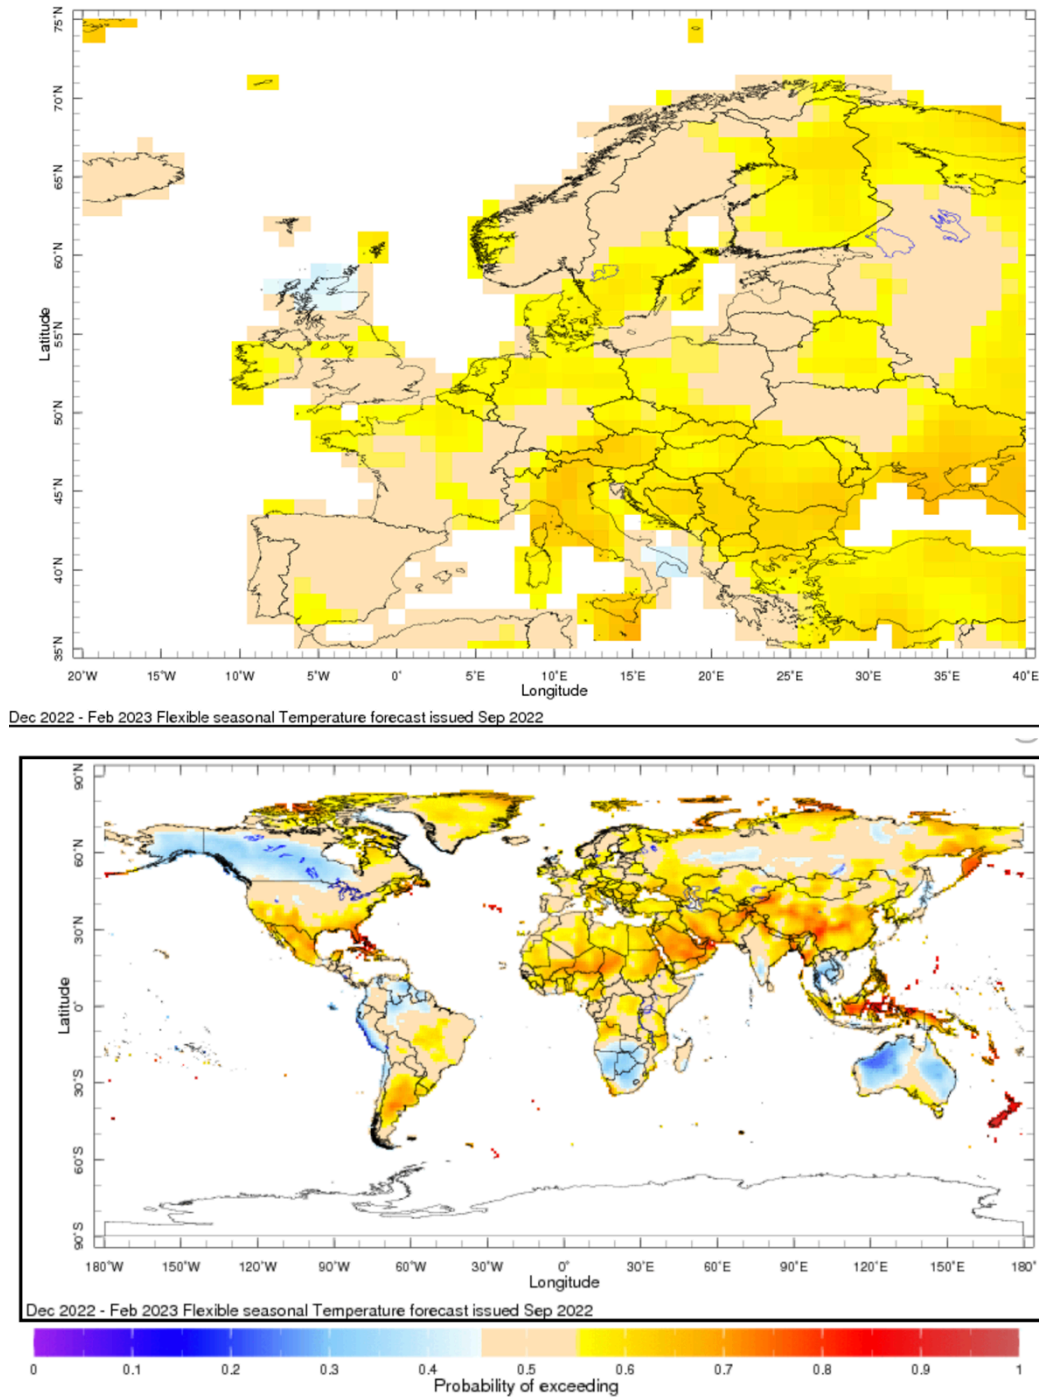 75°N
70°N
65°N
60°N
55°N
50°N
45°N
40°N
35°N
Latitude
20°W 15°W 10°W 5°W 0° 5°E 10°E 15°E 20°E 25°E 30°E 35°E 40°E
Longitude
Dec 2022 - Feb 2023 Flexible seasonal Temperature forecast issued Sep 2022
90°N
60°N
30°N
0°
30°S
60°S
90°S
Latitude
180°W 150°W 120°W 90°W 60°W 30°W 0° 30°E 60°E 90°E 120°E 150°E 180°
Longitude
Dec 2022 - Feb 2023 Flexible seasonal Temperature forecast issued Sep 2022
0 0.1 0.2 0.3 0.4 0.5 0.6 0.7 0.8 0.9 1
Probability of exceeding